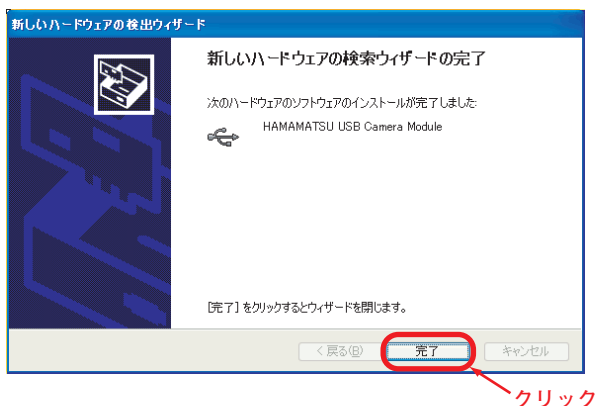 新しいハードウェアの検出ウィザード
新しいハードウェアの検索ウィザードの完了
次のハードウェアのソフトウェアのインストールが完了しました:
HAMAMATSU USB Camera Module
[完了] をクリックするとウィザードを閉じます。
< 戻る(B) 完了 キャンセル
クリック